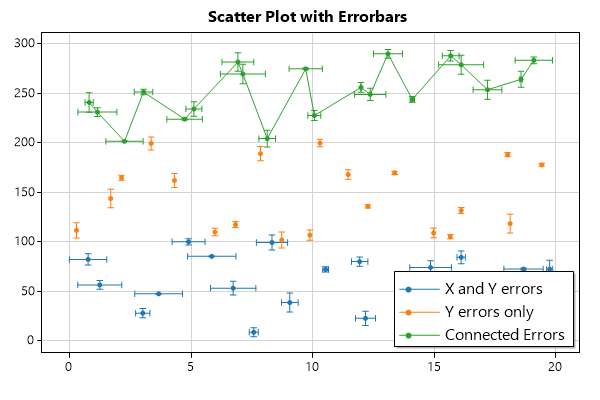 Scatter Plot with Errorbars
300
250
200
150
100
50
0
0 5 10 15 20
X and Y errors
Y errors only
Connected Errors